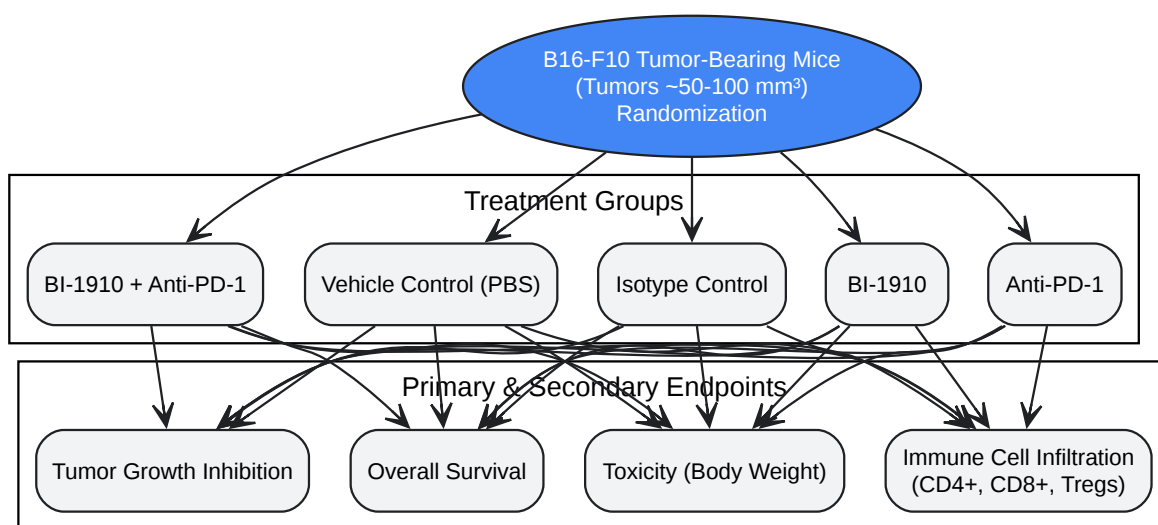 B16-F10 Tumor-Bearing Mice
(Tumors ~50-100 mm³)
Randomization
Treatment Groups
BI-1910 + Anti-PD-1
Vehicle Control (PBS)
Isotype Control
BI-1910
Anti-PD-1
Primary & Secondary Endpoints
Tumor Growth Inhibition
Overall Survival
Toxicity (Body Weight)
Immune Cell Infiltration
(CD4+, CD8+, Tregs)